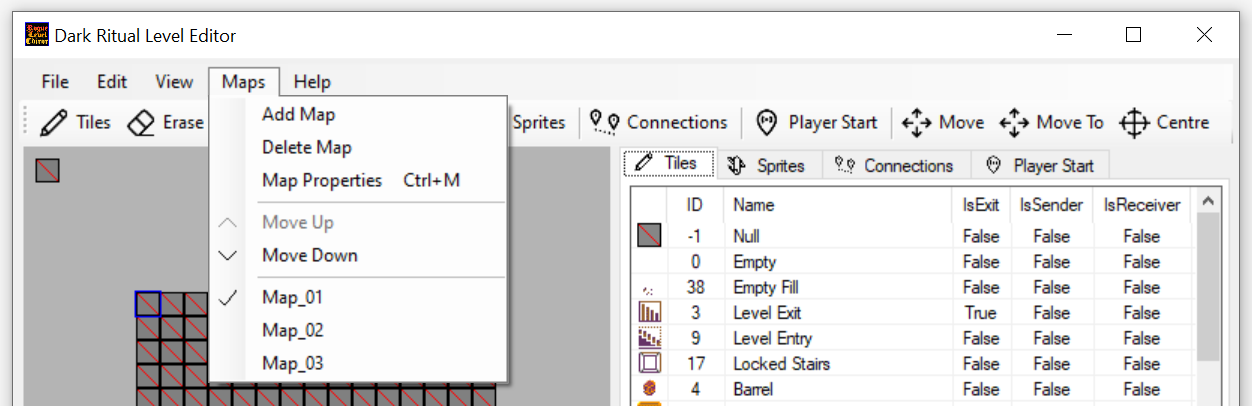 Rogue Level Editor
Dark Ritual Level Editor
File Edit View Maps Help
Tiles Erase Sprites Connections Player Start Move Move To Centre
Add Map
Delete Map
Map Properties Ctrl+M
Move Up
Move Down
Map_01
Map_02
Map_03
Tiles Sprites Connections Player Start
ID Name IsExit IsSender IsReceiver
-1 Null False False False
0 Empty False False False
38 Empty Fill False False False
3 Level Exit True False False
9 Level Entry False False False
17 Locked Stairs False False False
4 Barrel False False False